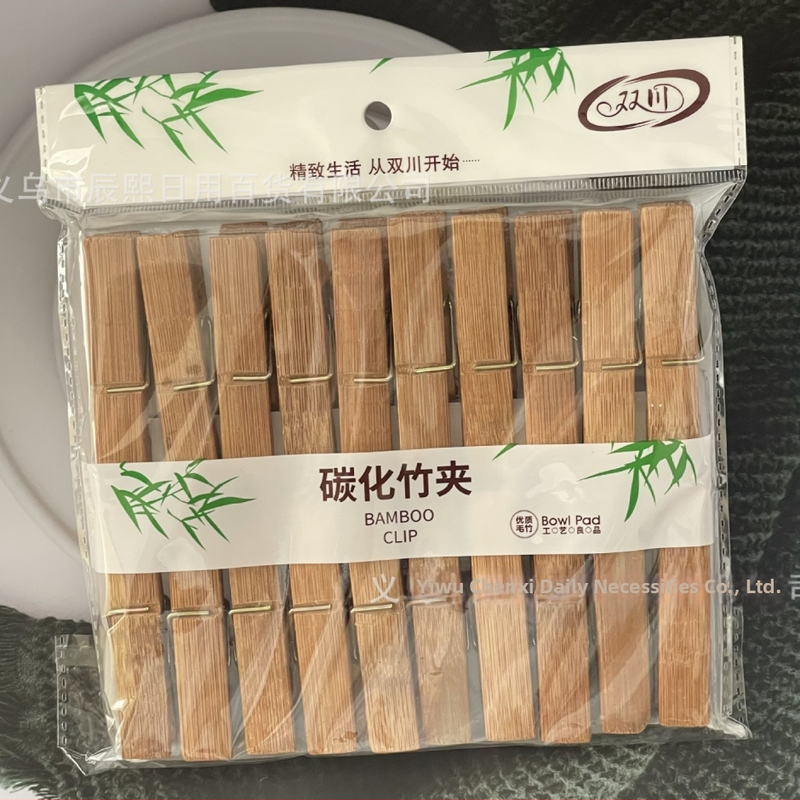 双川
精致生活 从双川开始……
义乌市辰熙日用百货有限公司
碳化竹夹
BAMBOO
CLIP
优质
毛竹
Bowl Pad
工艺良品
义 Yiwu Chenxi Daily Necessities Co., Ltd.
司